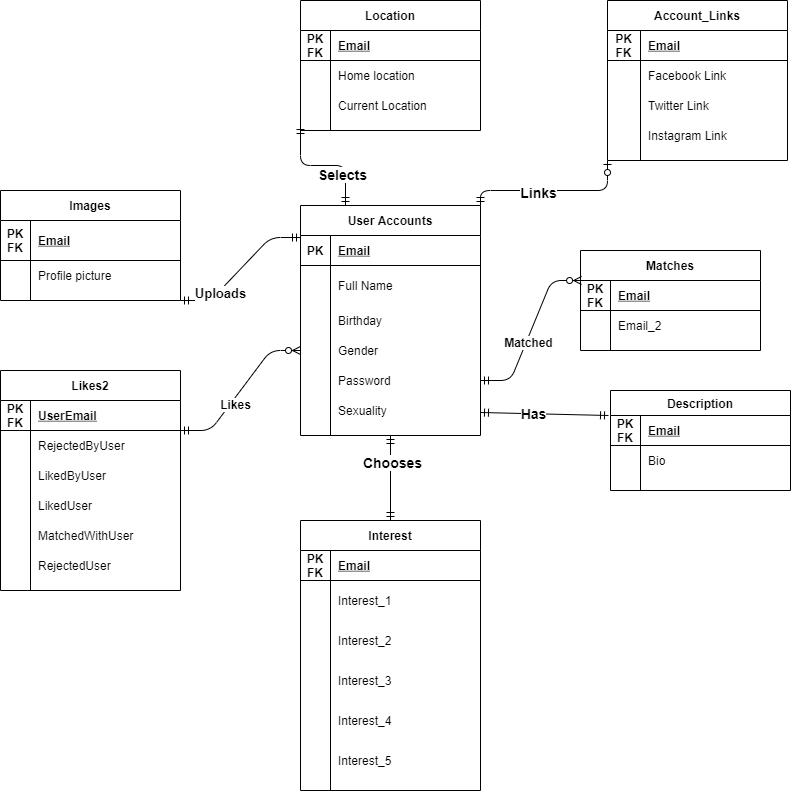 Location
PK
FK
Email
Home location
Current Location
Account_Links
PK
FK
Email
Facebook Link
Twitter Link
Instagram Link
Selects
Links
Images
PK
FK
Email
Profile picture
Uploads
User Accounts
PK
Email
Full Name
Birthday
Gender
Password
Sexuality
Matches
PK
FK
Email
Email_2
Matched
Likes2
PK
FK
UserEmail
RejectedByUser
LikedByUser
LikedUser
MatchedWithUser
RejectedUser
Likes
Has
Description
PK
FK
Email
Bio
Chooses
Interest
PK
FK
Email
Interest_1
Interest_2
Interest_3
Interest_4
Interest_5